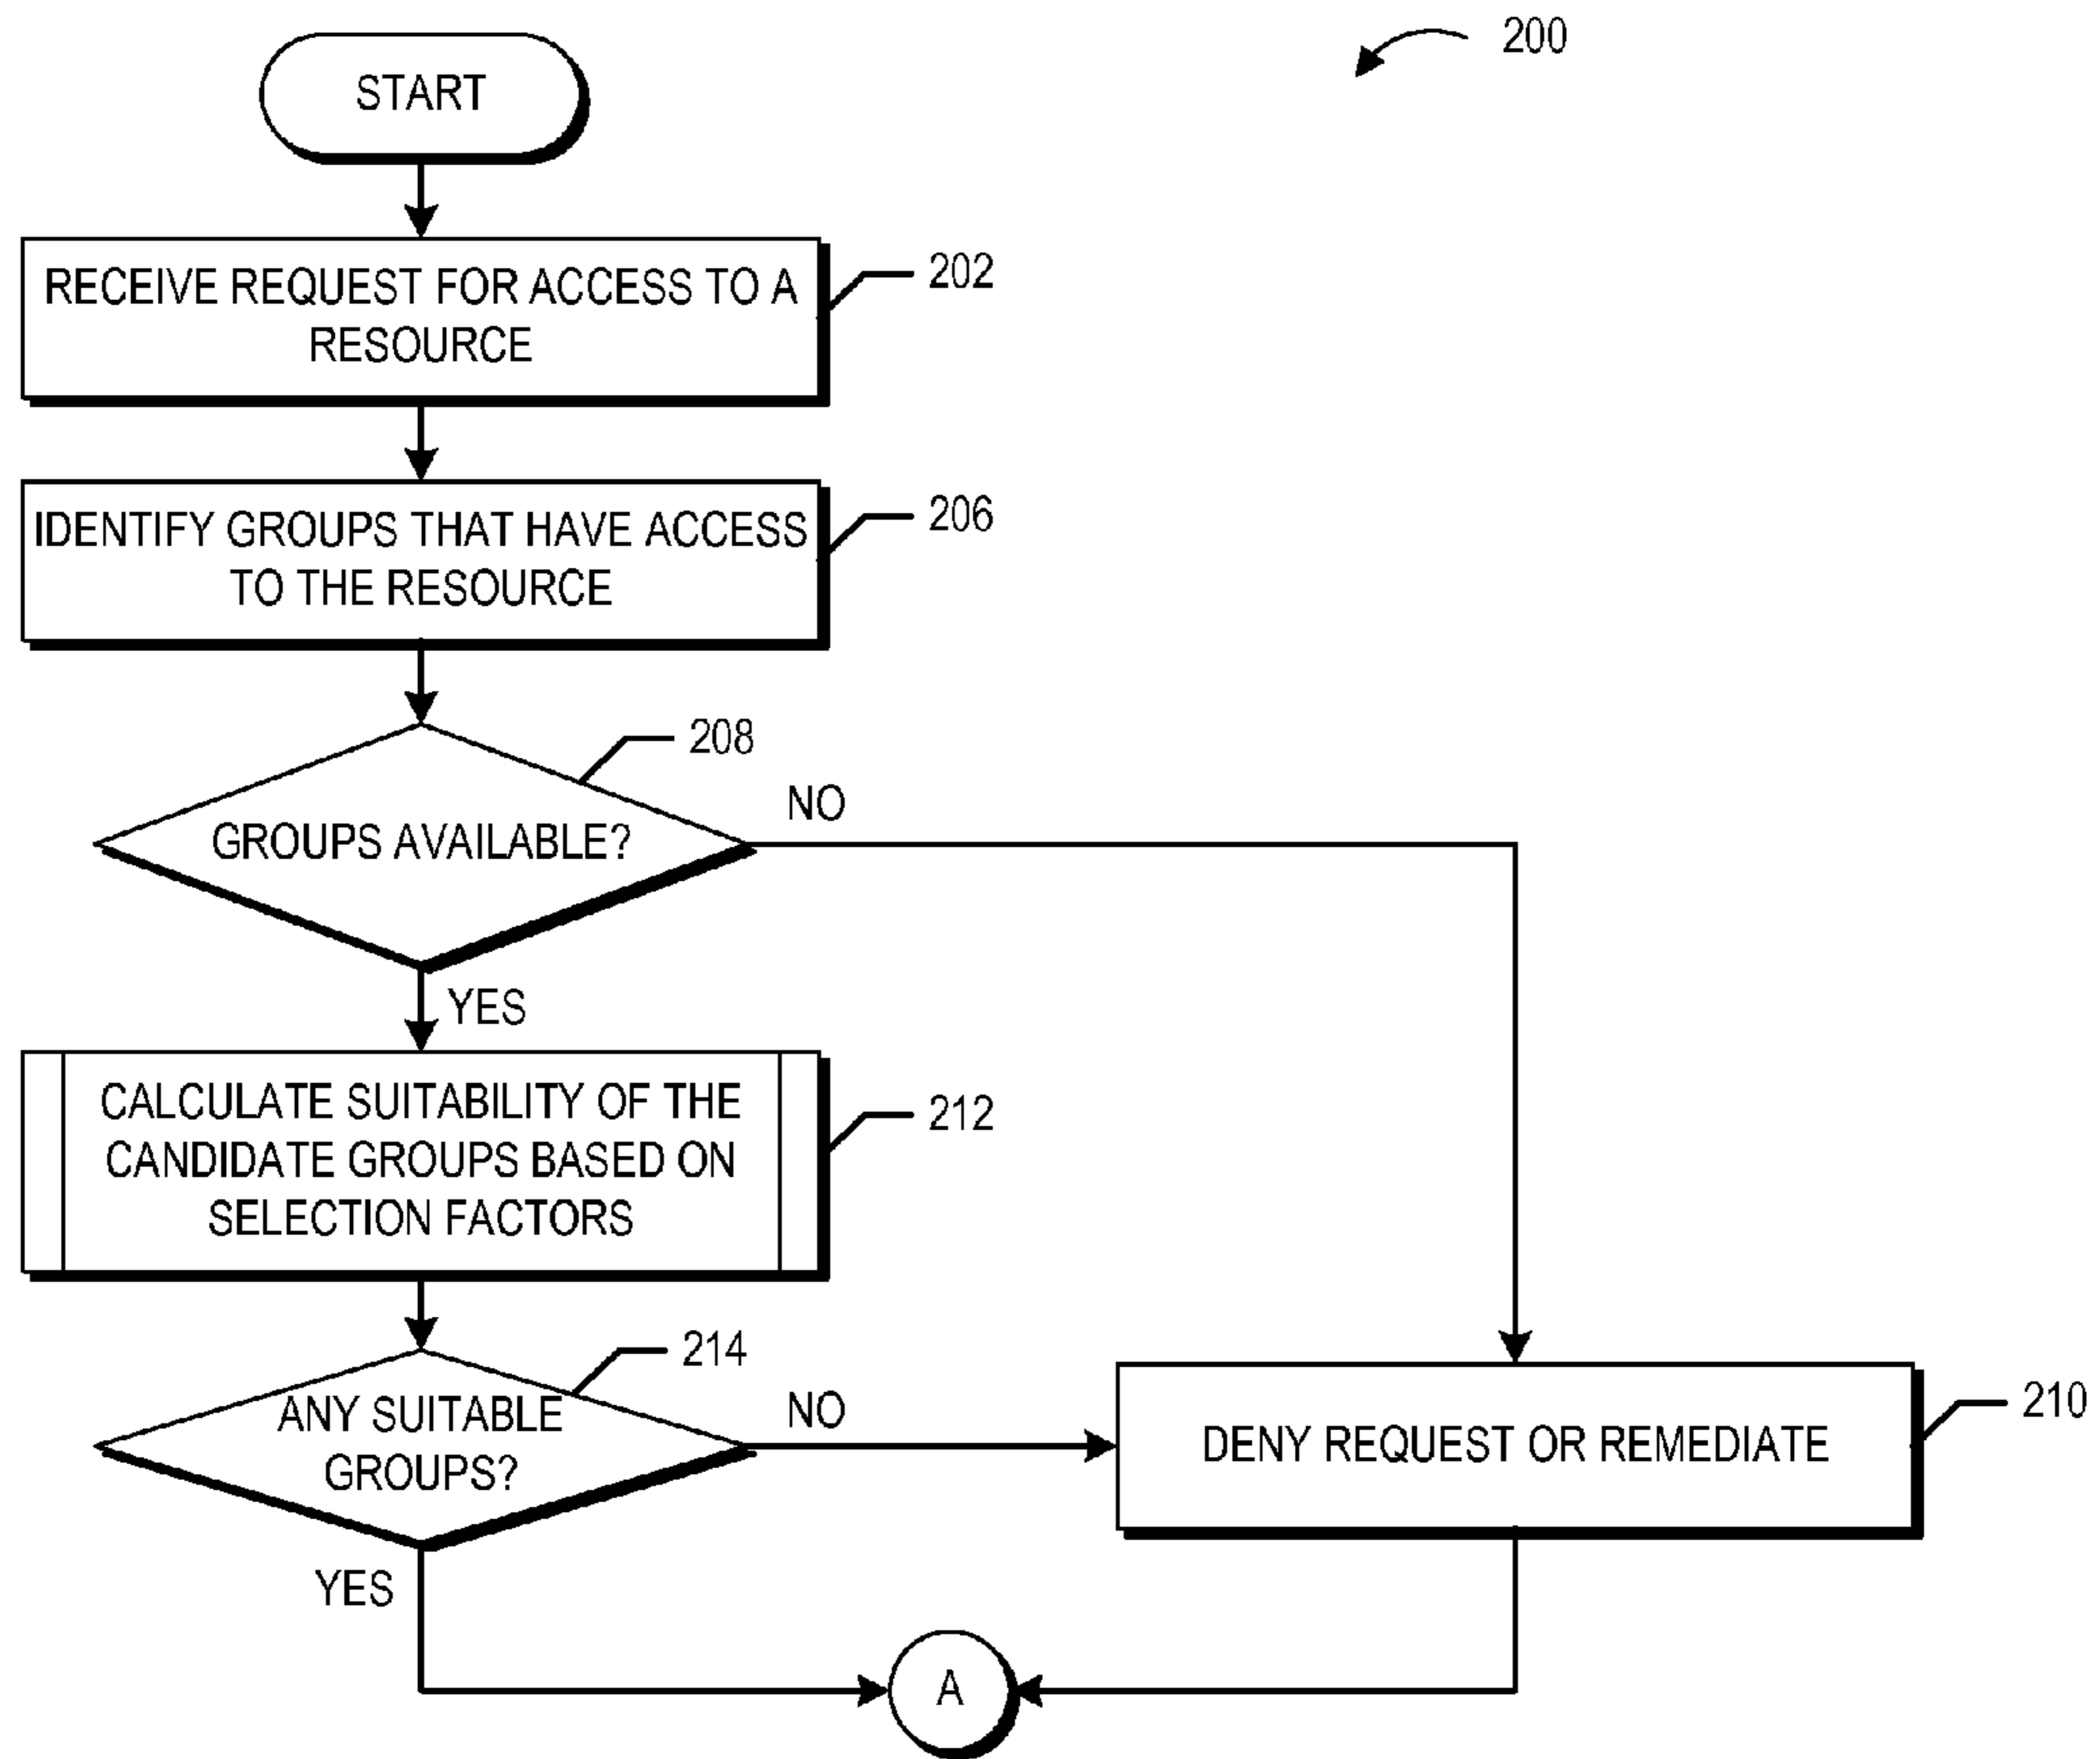 200
START
RECEIVE REQUEST FOR ACCESS TO A
RESOURCE
202
IDENTIFY GROUPS THAT HAVE ACCESS
TO THE RESOURCE
206
208
GROUPS AVAILABLE?
NO
YES
CALCULATE SUITABILITY OF THE
CANDIDATE GROUPS BASED ON
SELECTION FACTORS
212
214
ANY SUITABLE
GROUPS?
NO
DENY REQUEST OR REMEDIATE
210
YES
A